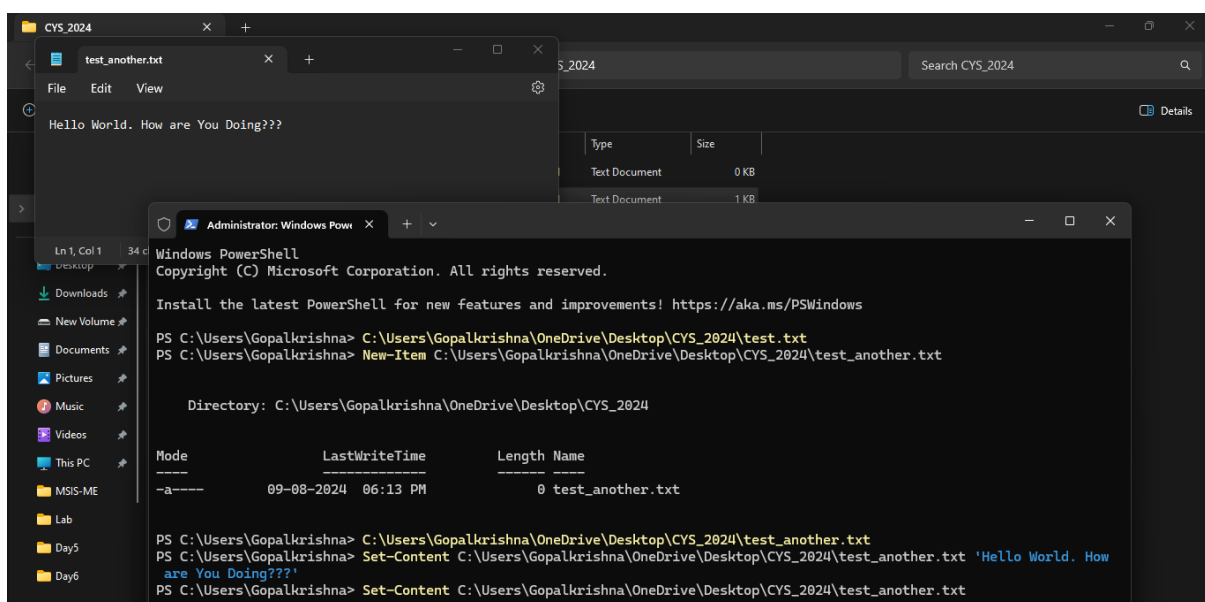 CYS_2024
test_another.txt
S_2024
Search CYS_2024
File Edit View
Details
Hello World. How are You Doing???
Type Size
Text Document 0 KB
Text Document 1 KB
Ln 1, Col 1 34 c
Desktop
Downloads
New Volume
Documents
Pictures
Music
Videos
This PC
MSIS-ME
Lab
Day5
Day6
Administrator: Windows Powe
Windows PowerShell
Copyright (C) Microsoft Corporation. All rights reserved.
Install the latest PowerShell for new features and improvements! https://aka.ms/PSWindows
PS C:\Users\Gopalkrishna> C:\Users\Gopalkrishna\OneDrive\Desktop\CYS_2024\test.txt
PS C:\Users\Gopalkrishna> New-Item C:\Users\Gopalkrishna\OneDrive\Desktop\CYS_2024\test_another.txt
Directory: C:\Users\Gopalkrishna\OneDrive\Desktop\CYS_2024
Mode LastWriteTime Length Name
---- ------------- ------ ----
-a---- 09-08-2024 06:13 PM 0 test_another.txt
PS C:\Users\Gopalkrishna> C:\Users\Gopalkrishna\OneDrive\Desktop\CYS_2024\test_another.txt
PS C:\Users\Gopalkrishna> Set-Content C:\Users\Gopalkrishna\OneDrive\Desktop\CYS_2024\test_another.txt 'Hello World. How
are You Doing???'
PS C:\Users\Gopalkrishna> Set-Content C:\Users\Gopalkrishna\OneDrive\Desktop\CYS_2024\test_another.txt